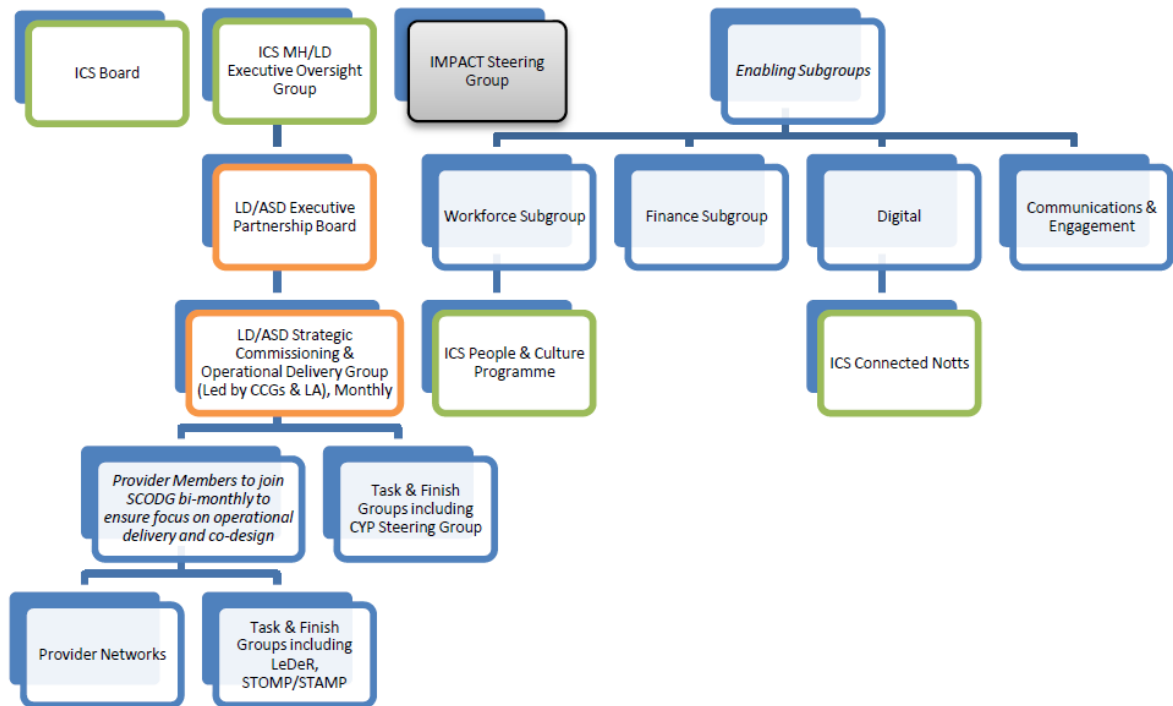 ICS Board
ICS MH/LD
Executive Oversight
Group
IMPACT Steering
Group
Enabling Subgroups
LD/ASD Executive
Partnership Board
Workforce Subgroup
Finance Subgroup
Digital
Communications &
Engagement
LD/ASD Strategic
Commissioning &
Operational Delivery Group
(Led by CCGs & LA), Monthly
ICS People & Culture
Programme
ICS Connected Notts
Provider Members to join
SCODG bi-monthly to
ensure focus on operational
delivery and co-design
Task & Finish
Groups including
CYP Steering Group
Provider Networks
Task & Finish
Groups including
LeDeR,
STOMP/STAMP